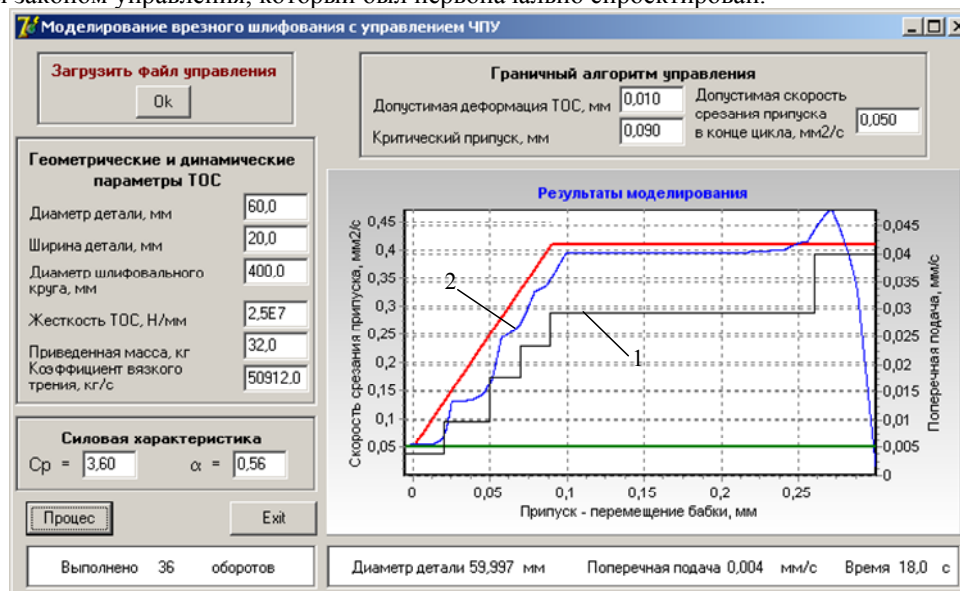 законом управления, который был первоначально спроектирован.
Моделирование врезного шлифования с управлением ЧПУ
Загрузить файл управления
Ok
Граничный алгоритм управления
Допустимая деформация ТОС, мм 0,010
Критический припуск, мм 0,090
Допустимая скорость
срезания припуска
в конце цикла, мм2/с 0,050
Геометрические и динамические
параметры ТОС
Диаметр детали, мм 60,0
Ширина детали, мм 20,0
Диаметр шлифовального
круга, мм 400.0
Жесткость ТОС, Н/мм 2,5E7
Приведенная масса, кг 32,0
Коэффициент вязкого
трения, кг/с 50912.0
Силовая характеристика
Cp = 3,60 α = 0,56
Процес
Exit
Результаты моделирования
Скорость срезания припуска, мм2/с
0,45
0,4
0,35
0,3
0,25
0,2
0,15
0,1
0,05
2
1
0,045
0,04
0,035
0,03
0,025
0,02
0,015
0,01
0,005
0
Поперечная подача, мм/с
0 0,05 0,1 0,15 0,2 0,25
Припуск - перемещение бабки, мм
Выполнено 36 оборотов
Диаметр детали 59,997 мм Поперечная подача 0,004 мм/с Время 18,0 с